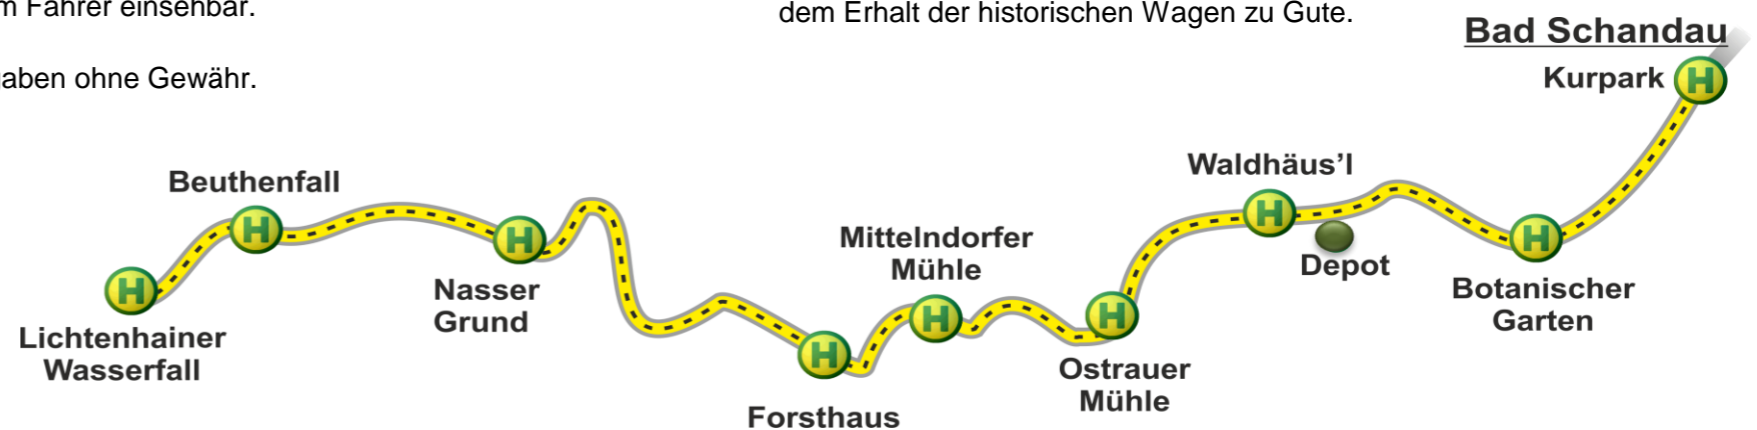 Fahrer einsehbar.
ohne Gewähr.
dem Erhalt der historischen Wagen zu Gute.
Bad Schandau
Kurpark
H
Waldhäus’l
H
Depot
Botanischer
Garten
H
Beuthenfall
H
Mittelndorfer
Mühle
H
Nasser
Grund
H
Lichtenhainer
Wasserfall
H
Ostrauer
Mühle
H
Forsthaus
H